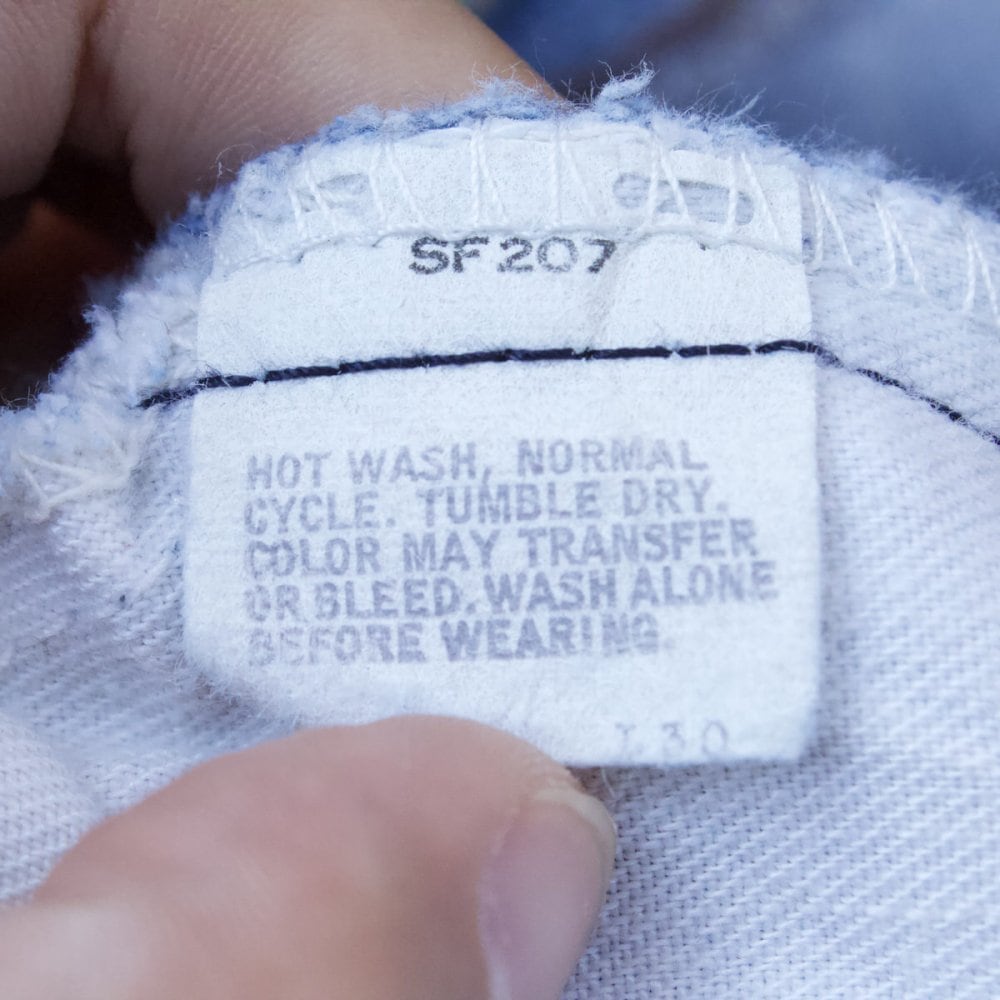 SF 207
HOT WASH, NORMAL
CYCLE. TUMBLE DRY.
COLOR MAY TRANSFER
OR BLEED. WASH ALONE
BEFORE WEARING.